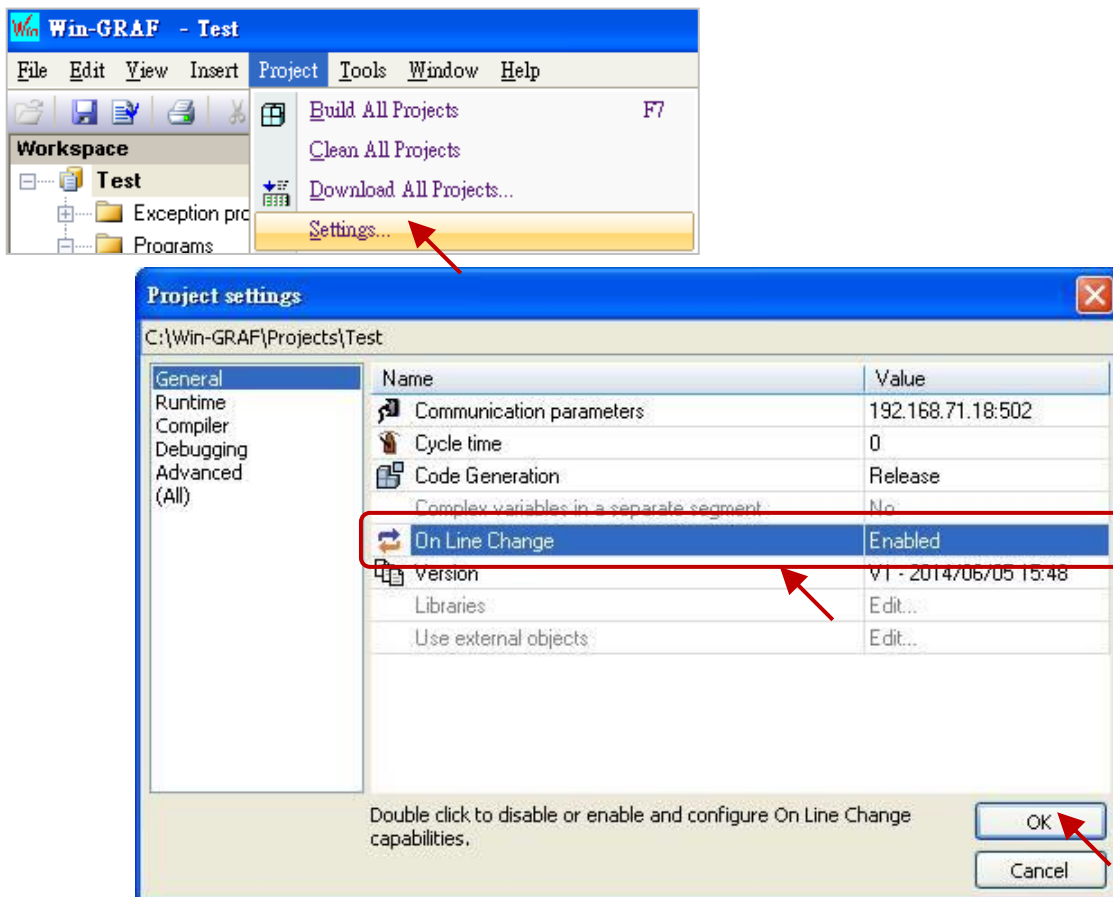 Win Win-GRAF - Test
File Edit View Insert Project Tools Window Help
Build All Projects F7
Workspace
Clean All Projects
Test
Download All Projects...
Exception pro
Settings...
Programs
Project settings
C:\Win-GRAF\Projects\Test
General
Runtime
Compiler
Debugging
Advanced
(All)
Name Value
Communication parameters 192.168.71.18:502
Cycle time 0
Code Generation Release
Complex variables in a separate segment No
On Line Change Enabled
Version V1 - 2014/06/05 15:48
Libraries Edit...
Use external objects Edit...
Double click to disable or enable and configure On Line Change
capabilities.
OK
Cancel